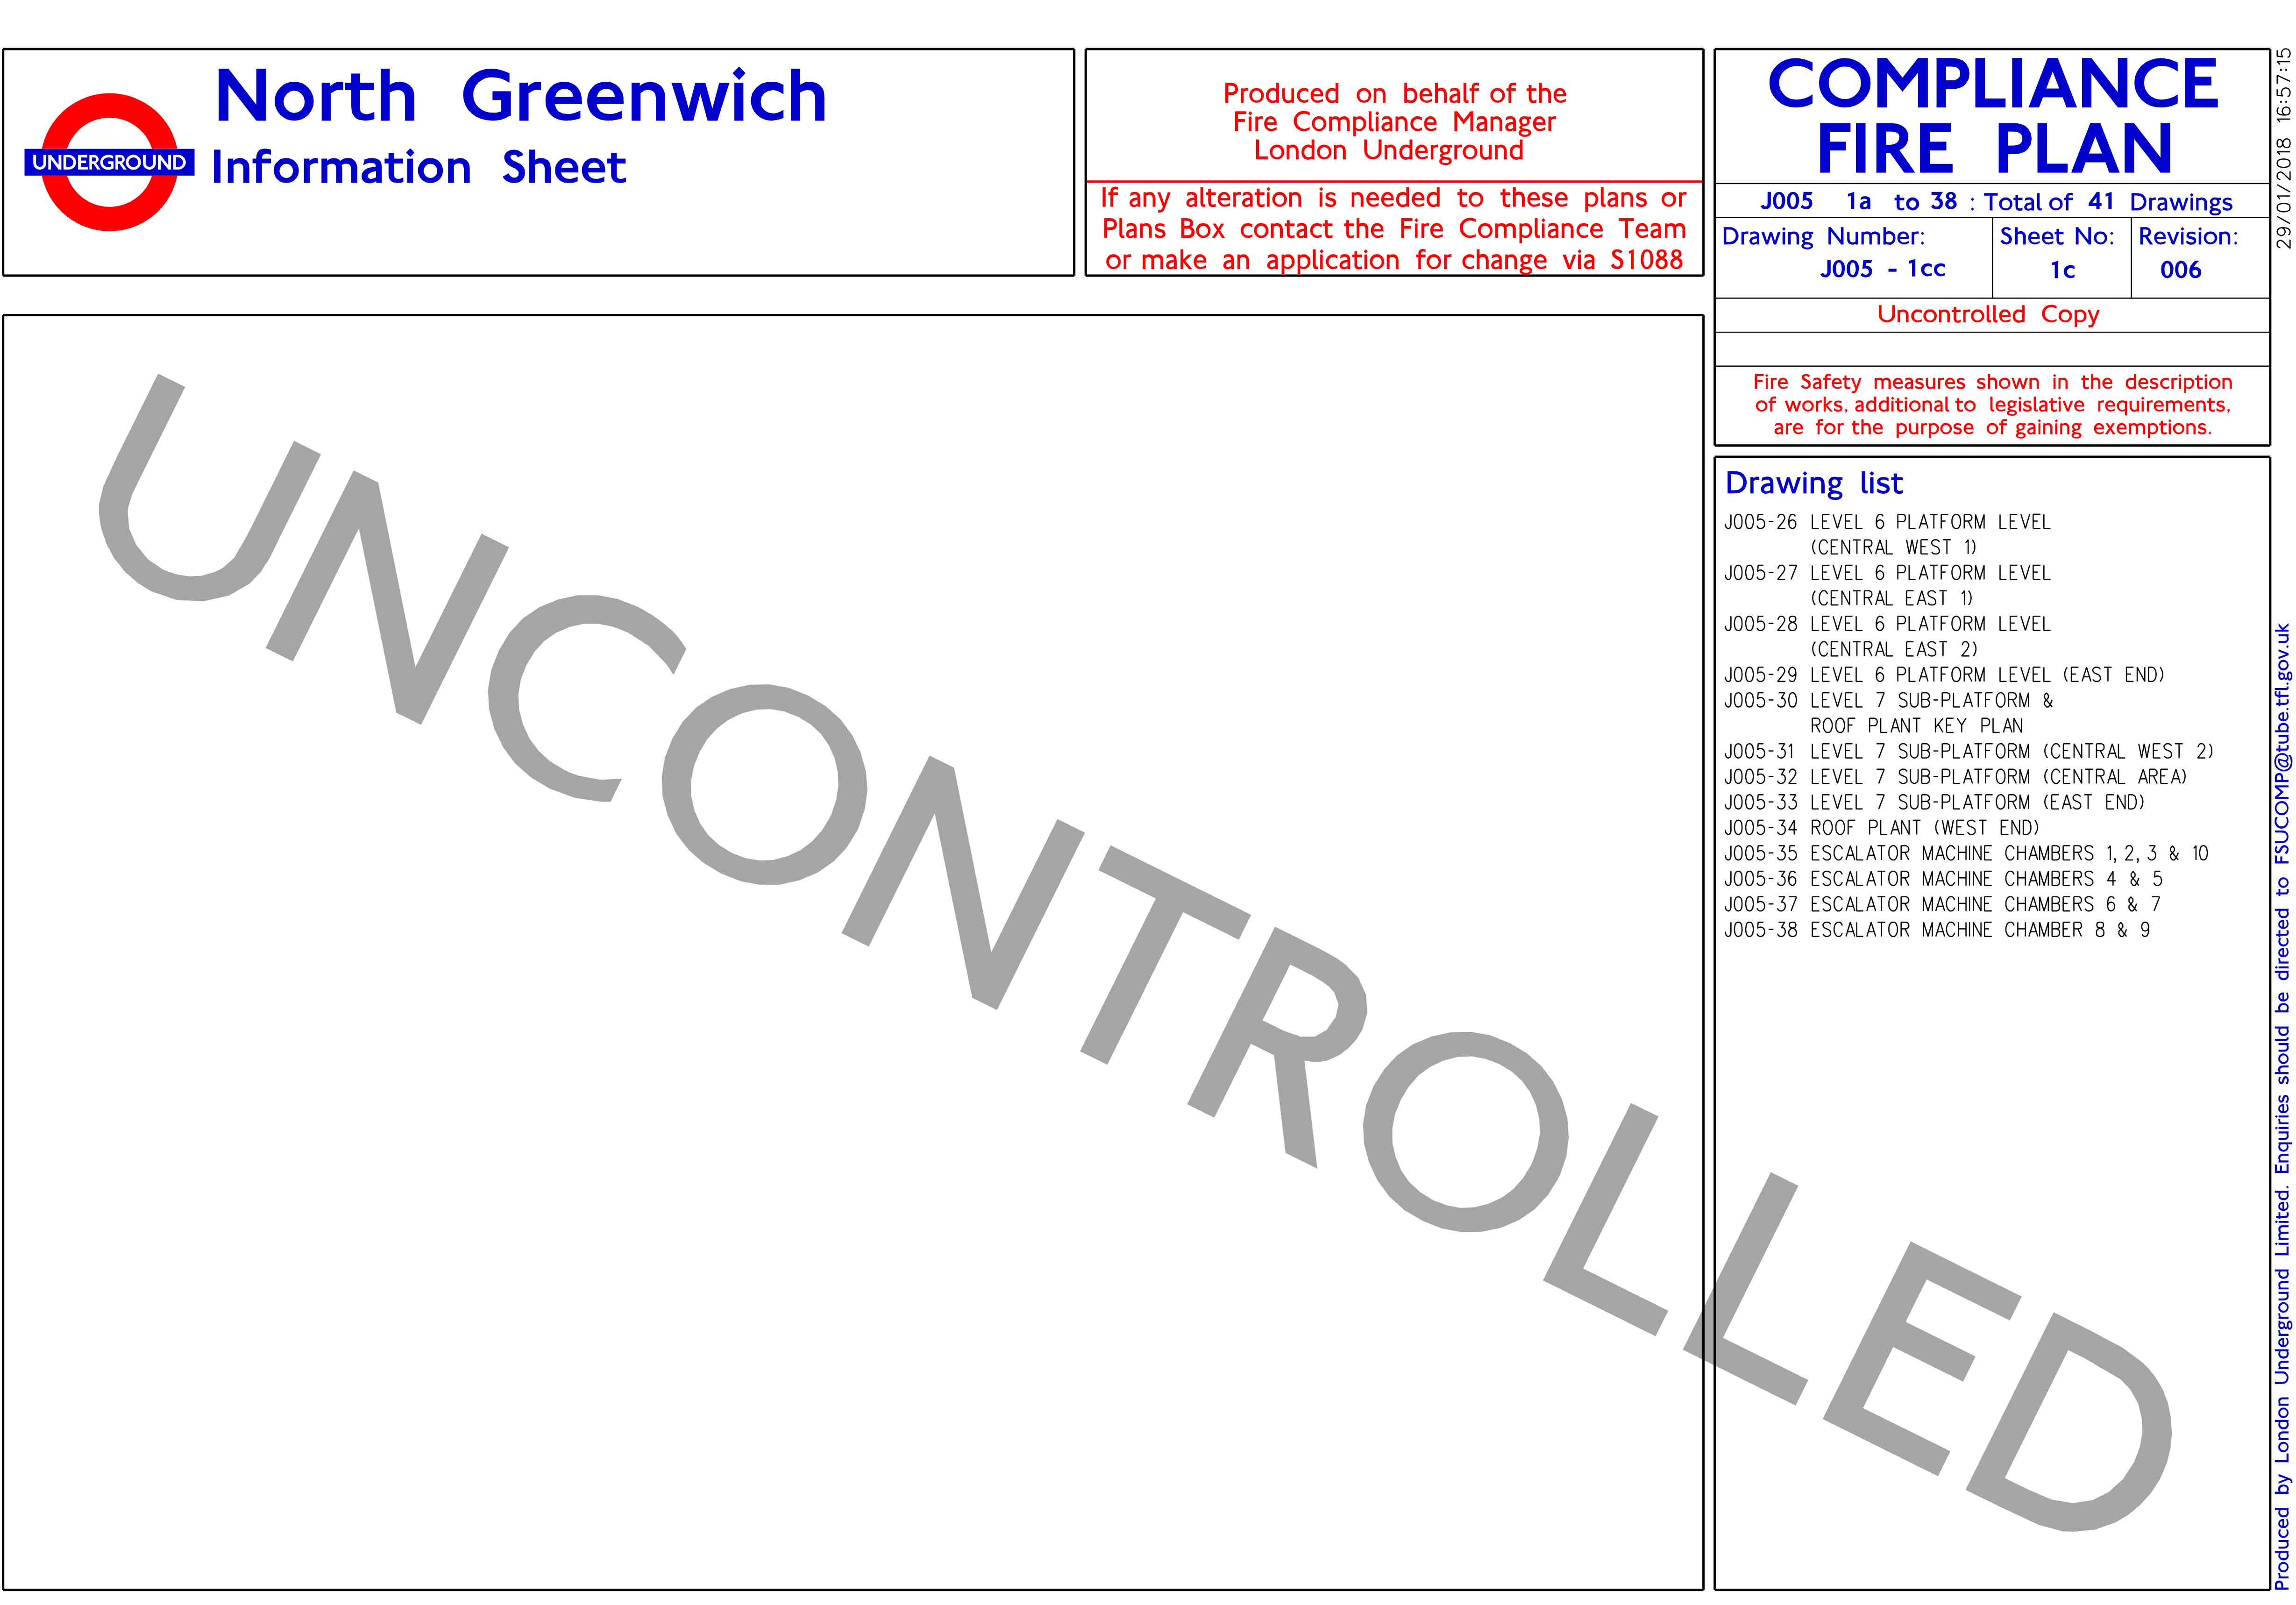 UNDERGROUND
North Greenwich
Information Sheet
Produced on behalf of the
Fire Compliance Manager
London Underground
If any alteration is needed to these plans or
Plans Box contact the Fire Compliance Team
or make an application for change via S1088
COMPLIANCE
FIRE PLAN
J005 1a to 38 : Total of 41 Drawings
Drawing Number:
J005 - 1cc
Sheet No:
1c
Revision:
006
Uncontrolled Copy
Fire Safety measures shown in the description
of works, additional to legislative requirements,
are for the purpose of gaining exemptions.
Drawing list
J005-26 LEVEL 6 PLATFORM LEVEL
(CENTRAL WEST 1)
J005-27 LEVEL 6 PLATFORM LEVEL
(CENTRAL EAST 1)
J005-28 LEVEL 6 PLATFORM LEVEL
(CENTRAL EAST 2)
J005-29 LEVEL 6 PLATFORM LEVEL (EAST END)
J005-30 LEVEL 7 SUB-PLATFORM &
ROOF PLANT KEY PLAN
J005-31 LEVEL 7 SUB-PLATFORM (CENTRAL WEST 2)
J005-32 LEVEL 7 SUB-PLATFORM (CENTRAL AREA)
J005-33 LEVEL 7 SUB-PLATFORM (EAST END)
J005-34 ROOF PLANT (WEST END)
J005-35 ESCALATOR MACHINE CHAMBERS 1, 2, 3 & 10
J005-36 ESCALATOR MACHINE CHAMBERS 4 & 5
J005-37 ESCALATOR MACHINE CHAMBERS 6 & 7
J005-38 ESCALATOR MACHINE CHAMBER 8 & 9
UNCONTROLLED
29/01/2018 16:57:15
Produced by London Underground Limited. Enquiries should be directed to FSUCOMP@tube.tfl.gov.uk